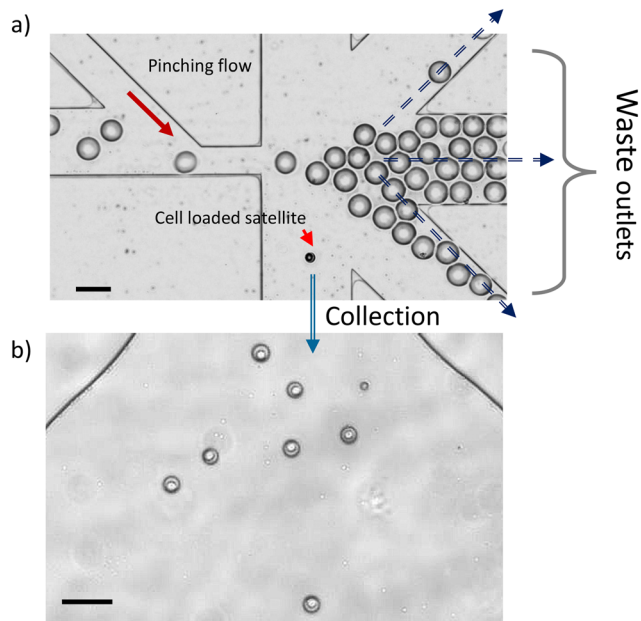 a)
Pinching flow
Cell loaded satellite
Waste outlets
Collection
b)